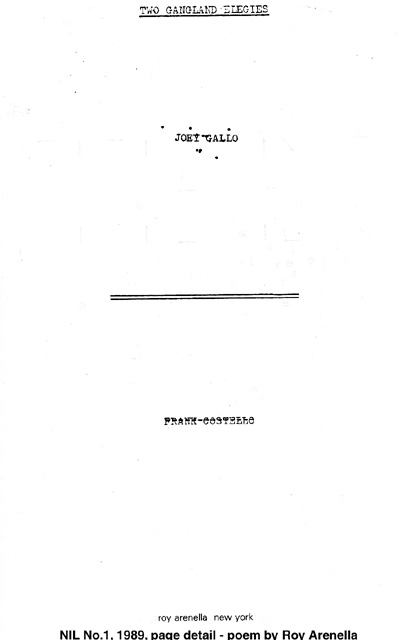 TWO GANGLAND ELEGIES
JOEY GALLO
FRANK COSTELLO
roy arenella new york
NIL No.1, 1989, page detail - poem by Roy Arenella